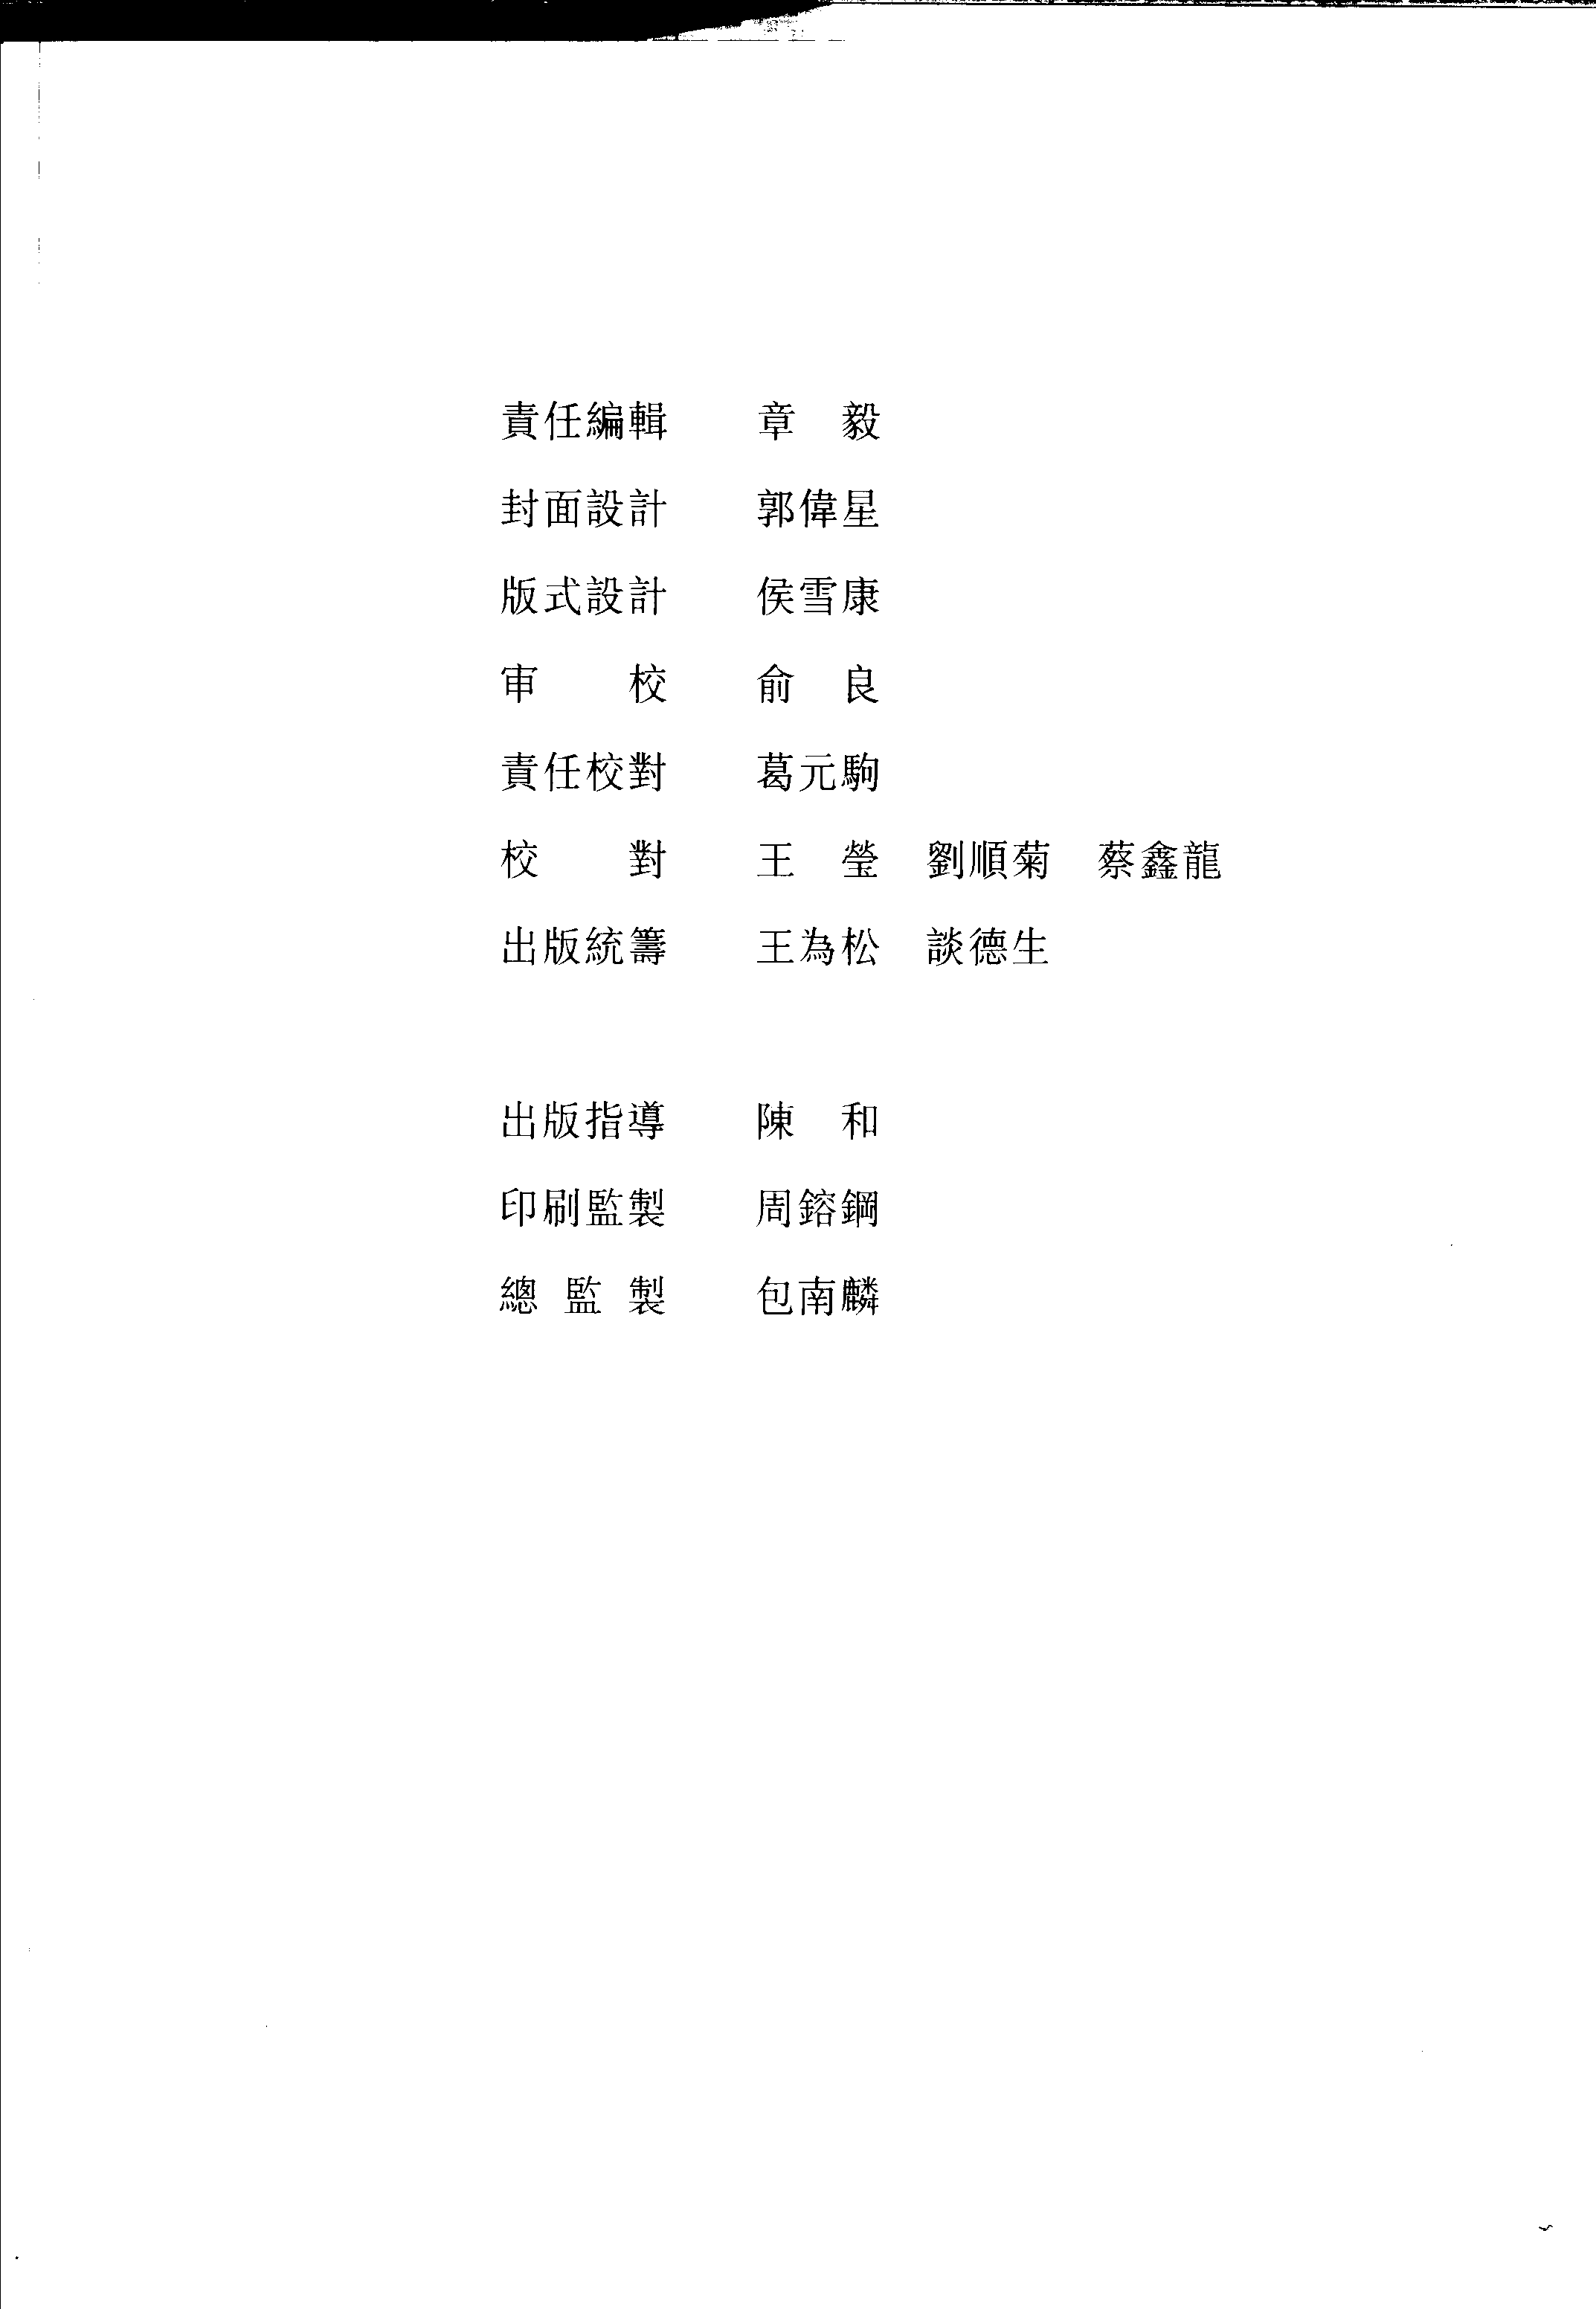 責任編輯　　章　毅
封面設計　　郭偉星
版式設計　　侯雪康
审　　校　　俞　良
責任校對　　葛元駒
校　　對　　王　瑩　劉順菊　蔡鑫龍
出版統籌　　王為松　談德生
出版指導　　陳　和
印刷監製　　周鎔鋼
總 監 製　　包南麟